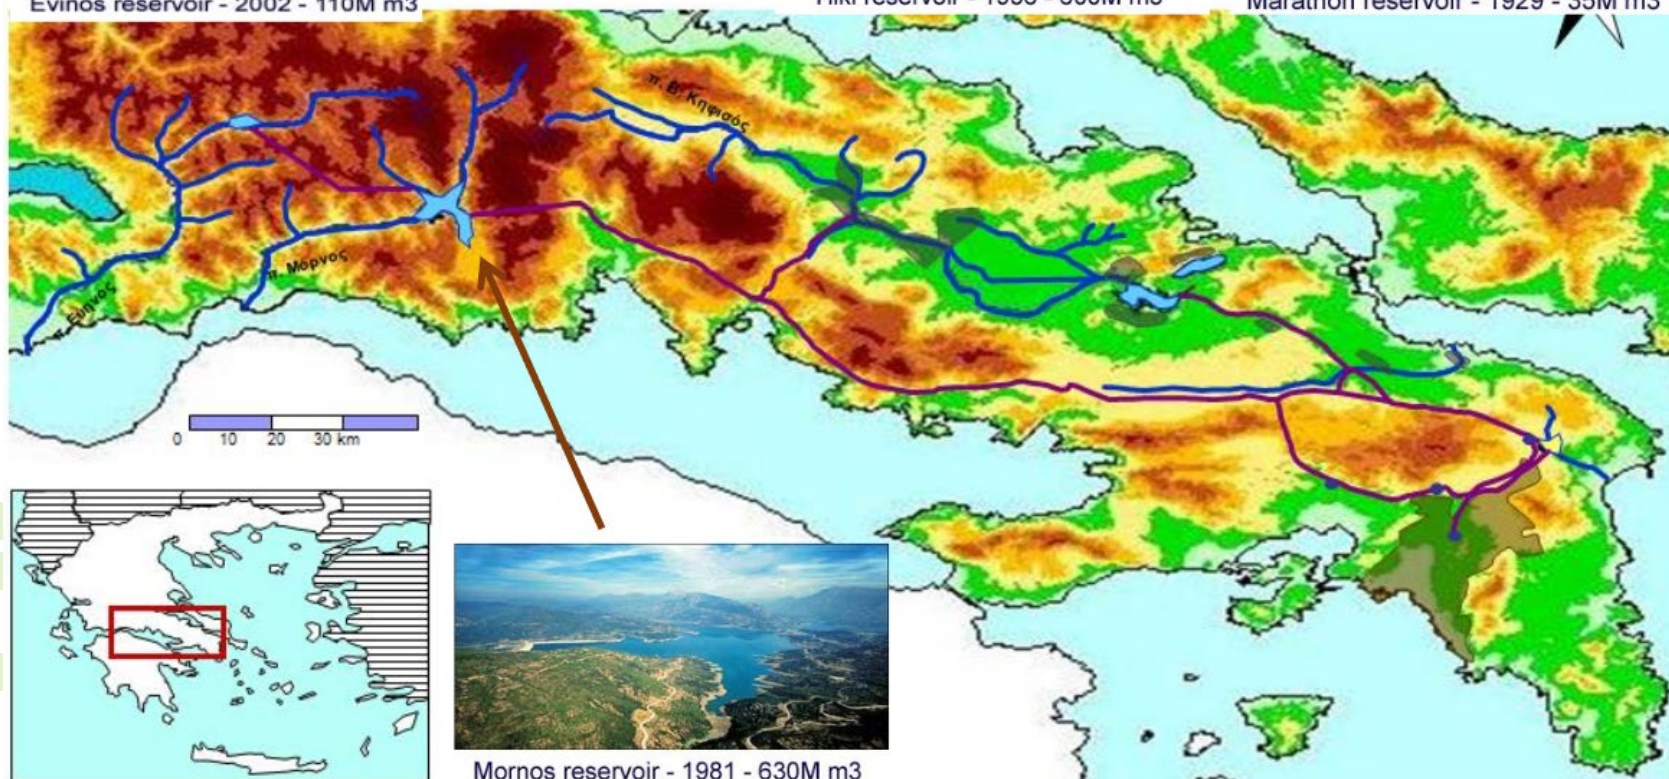 Evinos reservoir - 2002 - 110M m3
Marathon reservoir - 1929 - 35M m3
π. Β. Κηφισός
π. Μόρνος
π. Εύηνος
0 10 20 30 km
Mornos reservoir - 1981 - 630M m3